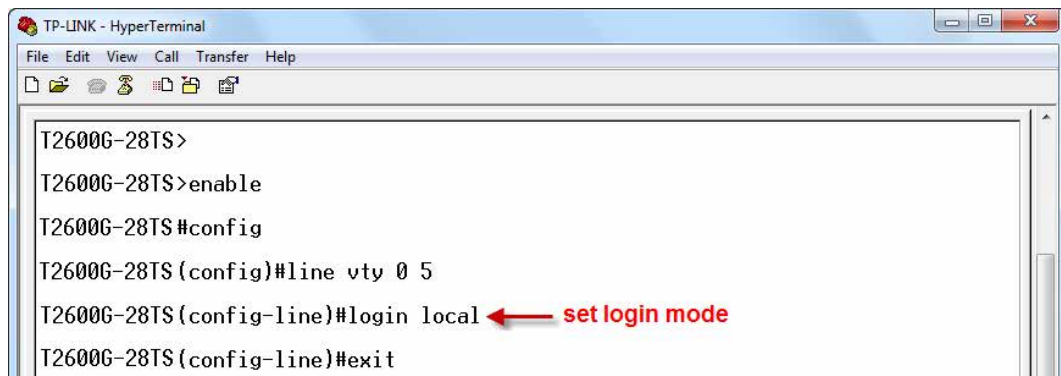 TP-LINK - HyperTerminal
File Edit View Call Transfer Help
T2600G-28TS>
T2600G-28TS>enable
T2600G-28TS#config
T2600G-28TS(config)#line vty 0 5
T2600G-28TS(config-line)#login local set login mode
T2600G-28TS(config-line)#exit